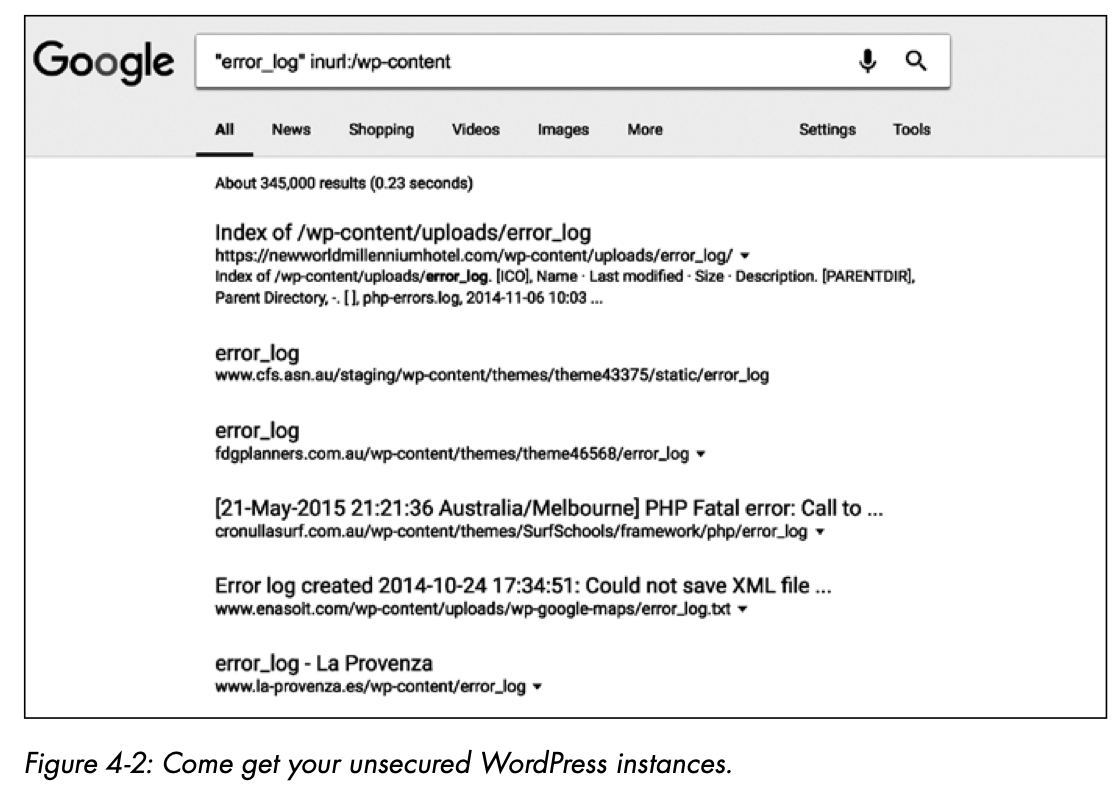 Google
"error_log" inurl:/wp-content
All News Shopping Videos Images More Settings Tools
About 345,000 results (0.23 seconds)
Index of /wp-content/uploads/error_log
https://newworldmillenniumhotel.com/wp-content/uploads/error_log/
Index of /wp-content/uploads/error_log. [ICO], Name · Last modified · Size · Description. [PARENTDIR],
Parent Directory, -. [ ], php-errors.log, 2014-11-06 10:03 ...
error_log
www.cfs.asn.au/staging/wp-content/themes/theme43375/static/error_log
error_log
fdgplanners.com.au/wp-content/themes/theme46568/error_log
[21-May-2015 21:21:36 Australia/Melbourne] PHP Fatal error: Call to ...
cronullasurf.com.au/wp-content/themes/SurfSchools/framework/php/error_log
Error log created 2014-10-24 17:34:51: Could not save XML file ...
www.enasoit.com/wp-content/uploads/wp-google-maps/error_log.txt
error_log - La Provenza
www.la-provenza.es/wp-content/error_log
Figure 4-2: Come get your unsecured WordPress instances.